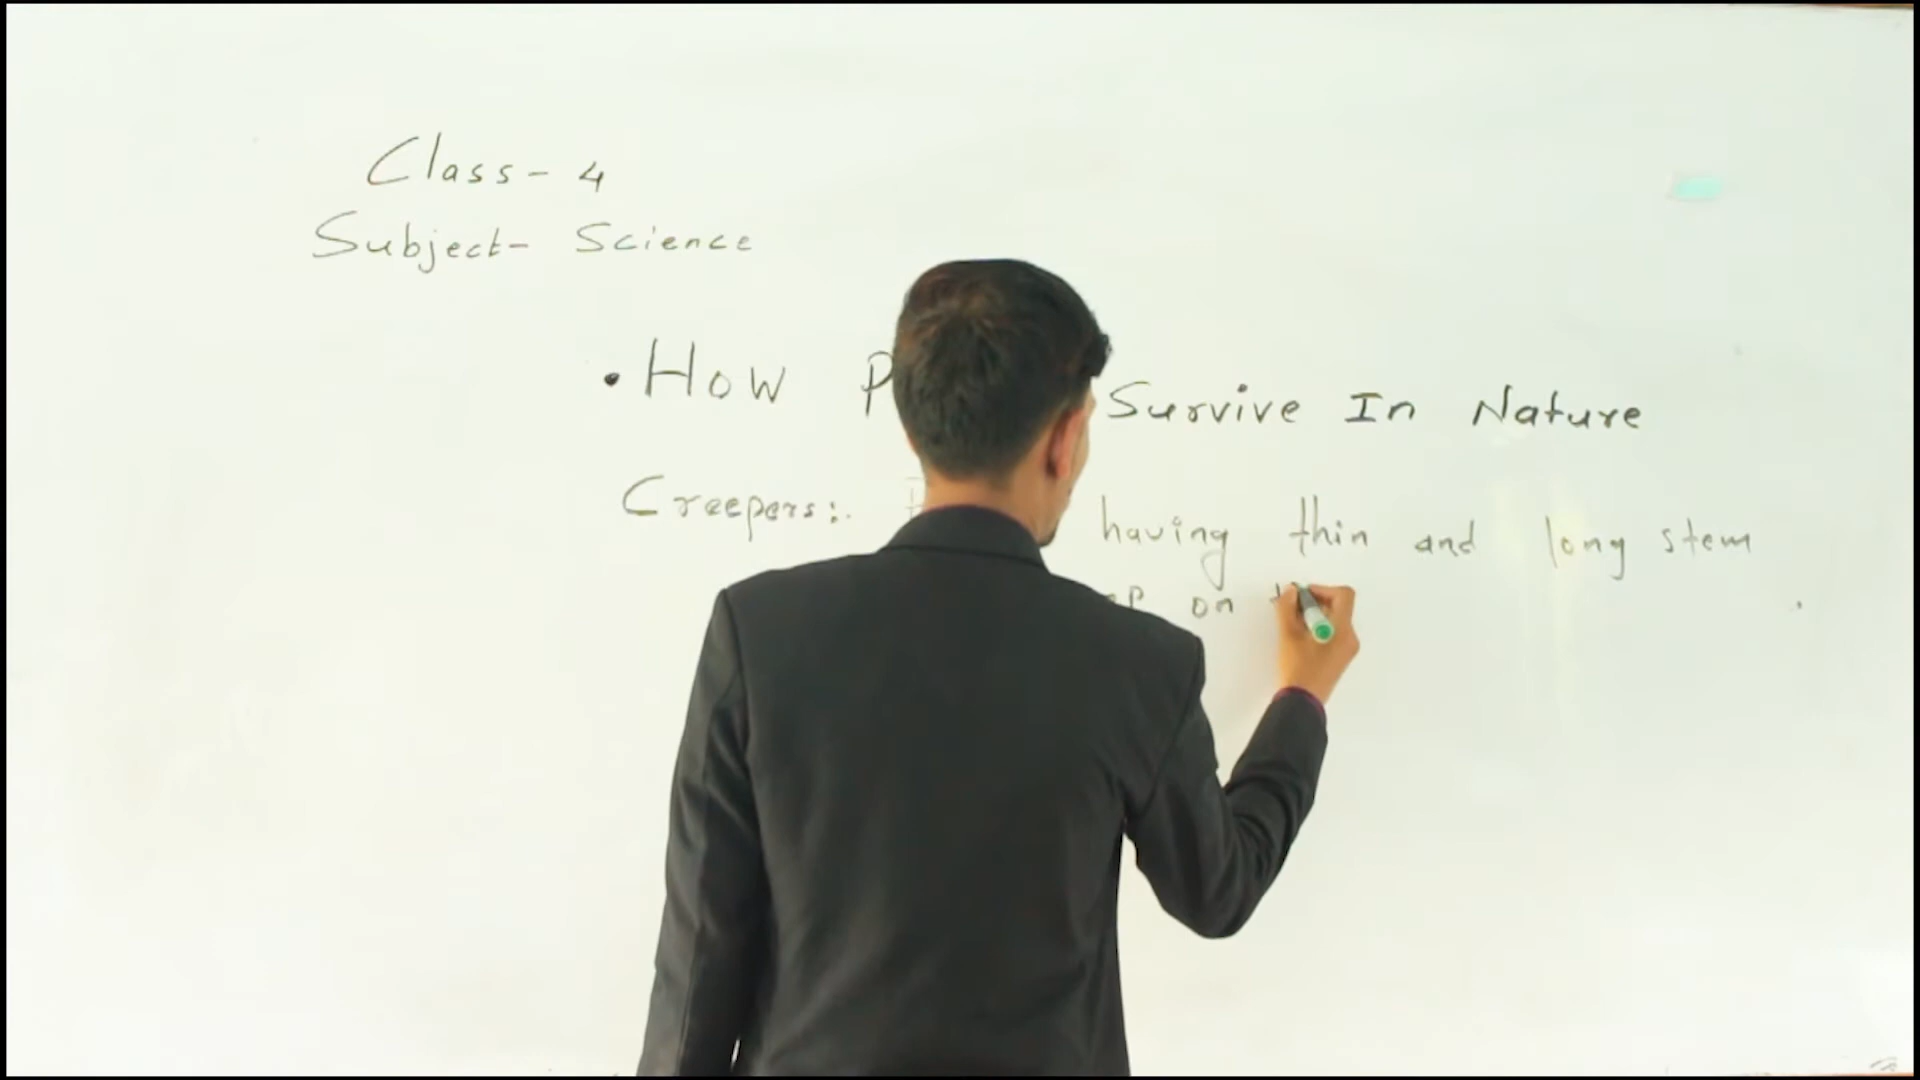 Class- 4
Subject- Science
• How P Survive In Nature
Creepers:. having thin and long stem
on